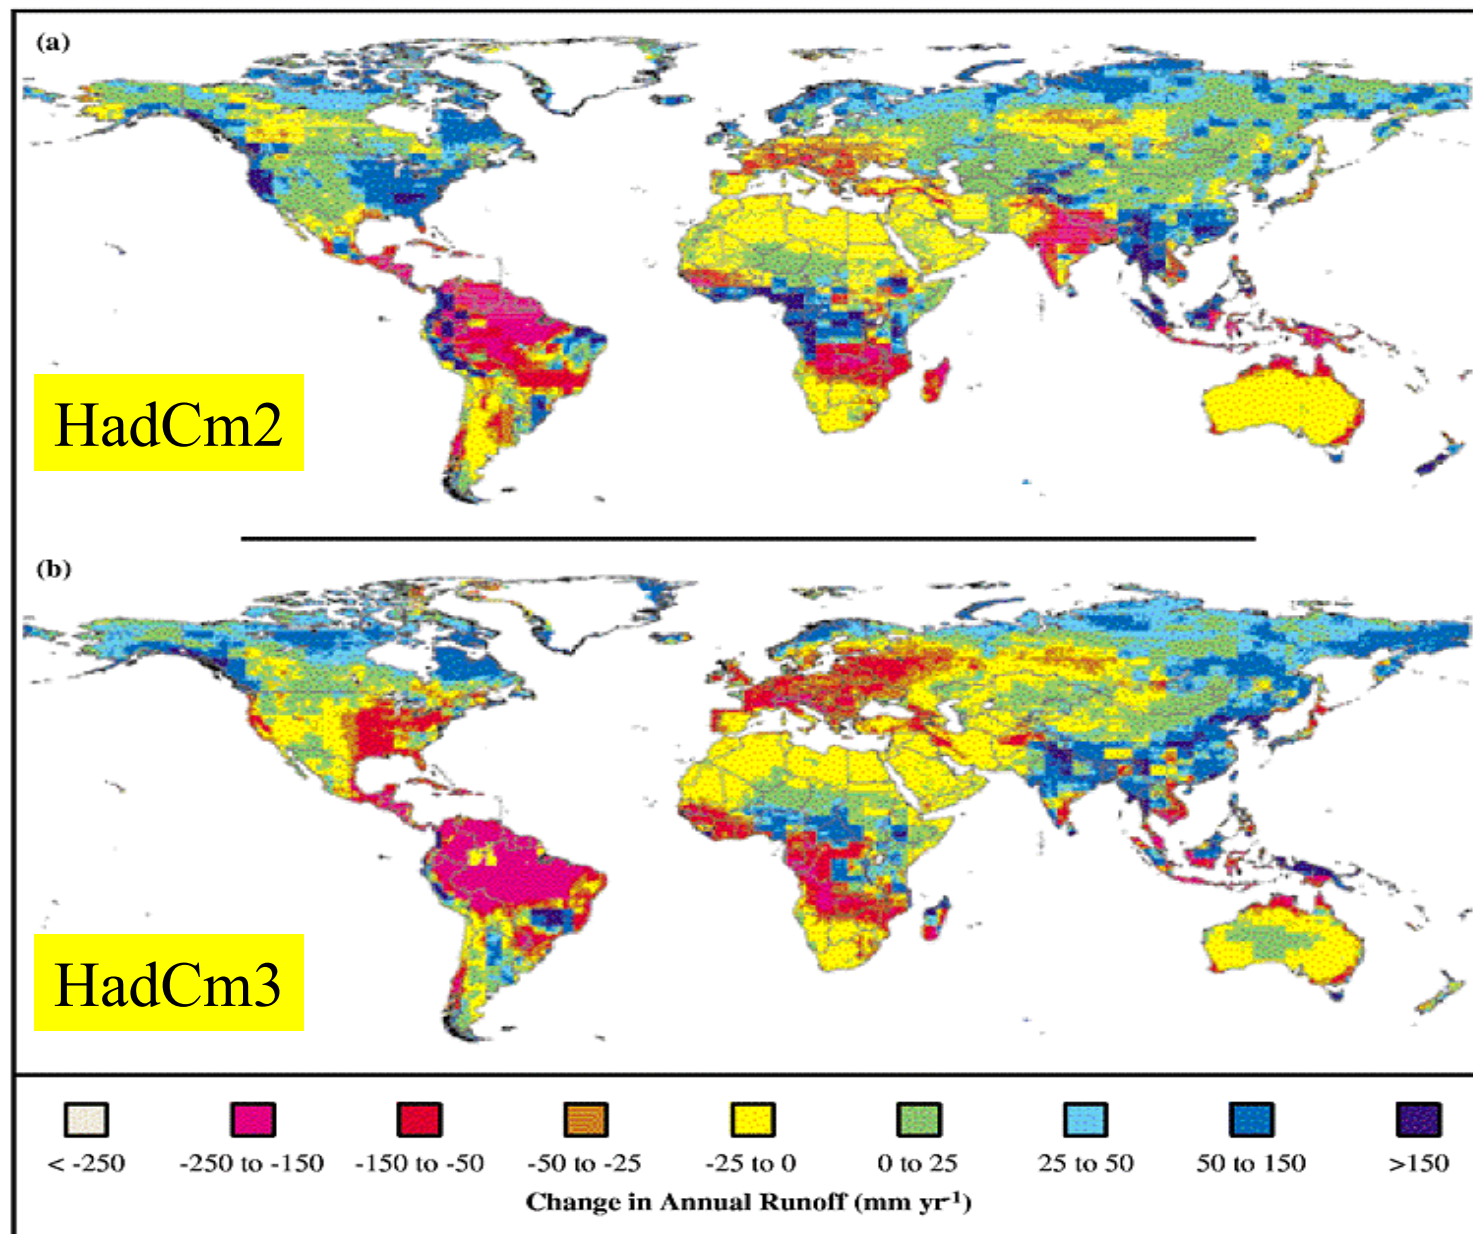 (a)
HadCm2
(b)
HadCm3
< -250 -250 to -150 -150 to -50 -50 to -25 -25 to 0 0 to 25 25 to 50 50 to 150 >150
Change in Annual Runoff (mm yr-1)